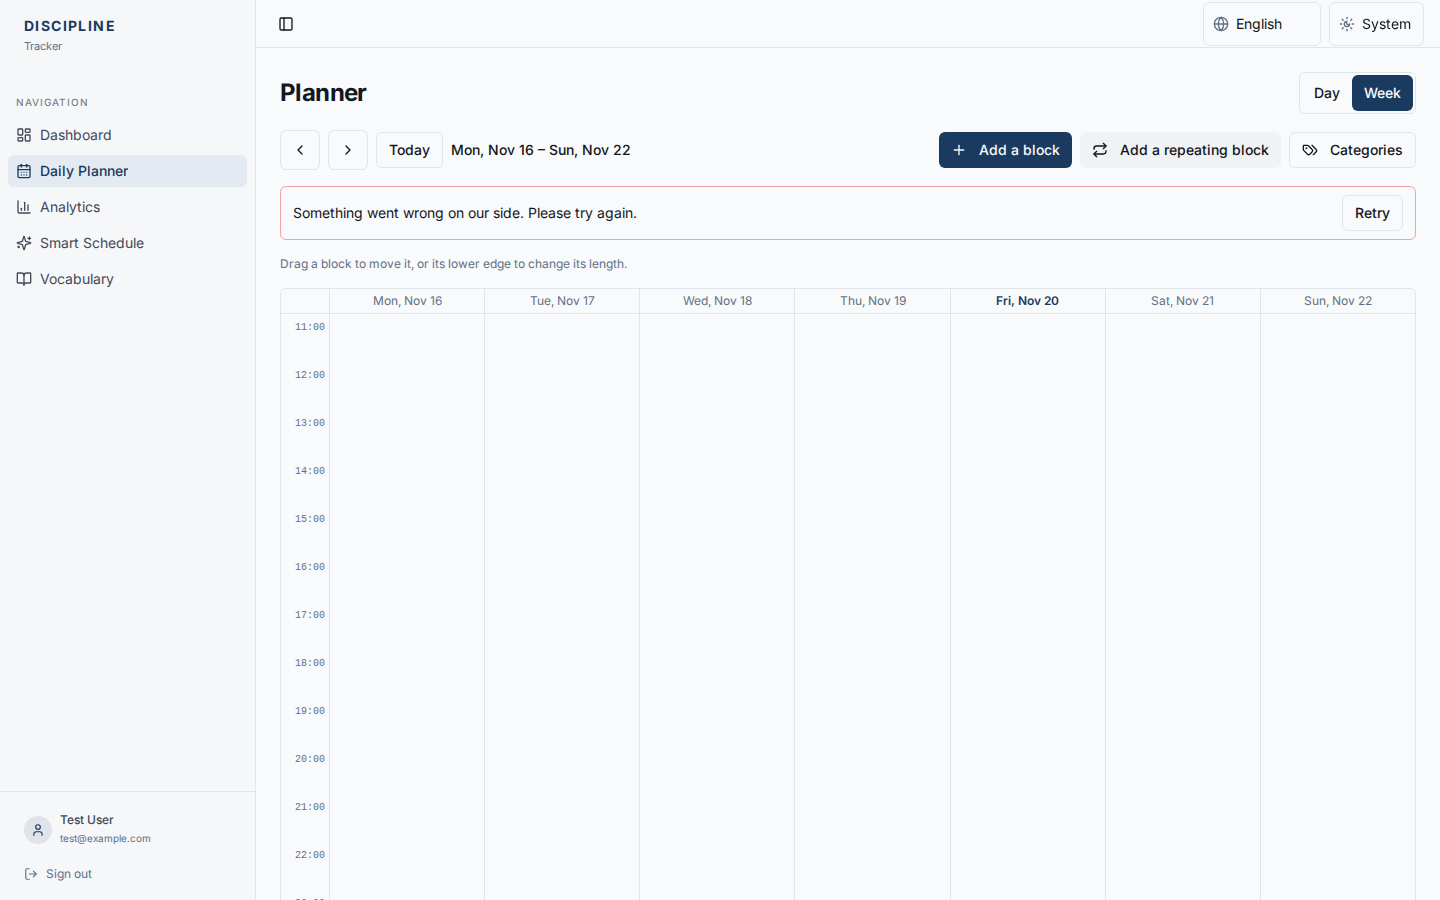 DISCIPLINE
Tracker
NAVIGATION
Dashboard
Daily Planner
Analytics
Smart Schedule
Vocabulary
Test User
test@example.com
Sign out
English
System
Planner
Day
Week
Today
Mon, Nov 16 – Sun, Nov 22
Add a block
Add a repeating block
Categories
Something went wrong on our side. Please try again.
Retry
Drag a block to move it, or its lower edge to change its length.
Mon, Nov 16
Tue, Nov 17
Wed, Nov 18
Thu, Nov 19
Fri, Nov 20
Sat, Nov 21
Sun, Nov 22
11:00
12:00
13:00
14:00
15:00
16:00
17:00
18:00
19:00
20:00
21:00
22:00